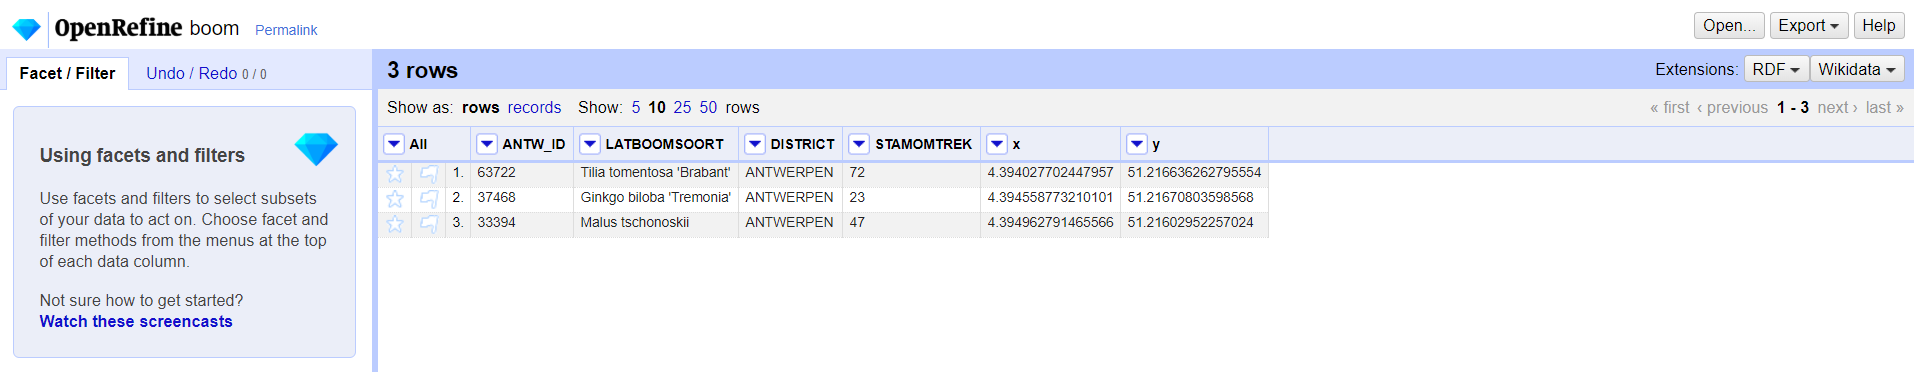 OpenRefine boom Permalink Open... Export Help
Facet / Filter Undo / Redo 0 / 0
3 rows Extensions: RDF Wikidata
Show as: rows records Show: 5 10 25 50 rows « first ‹ previous 1 - 3 next › last »
All ANTW_ID LATBOOMSOORT DISTRICT STAMOMTREK x y
1. 63722 Tilia tomentosa 'Brabant' ANTWERPEN 72 4.394027702447957 51.216636262795554
2. 37468 Ginkgo biloba 'Tremonia' ANTWERPEN 23 4.394558773210101 51.21670803598568
3. 33394 Malus tschonoskii ANTWERPEN 47 4.394962791465566 51.21602952257024
Using facets and filters
Use facets and filters to select subsets
of your data to act on. Choose facet and
filter methods from the menus at the top
of each data column.
Not sure how to get started?
Watch these screencasts